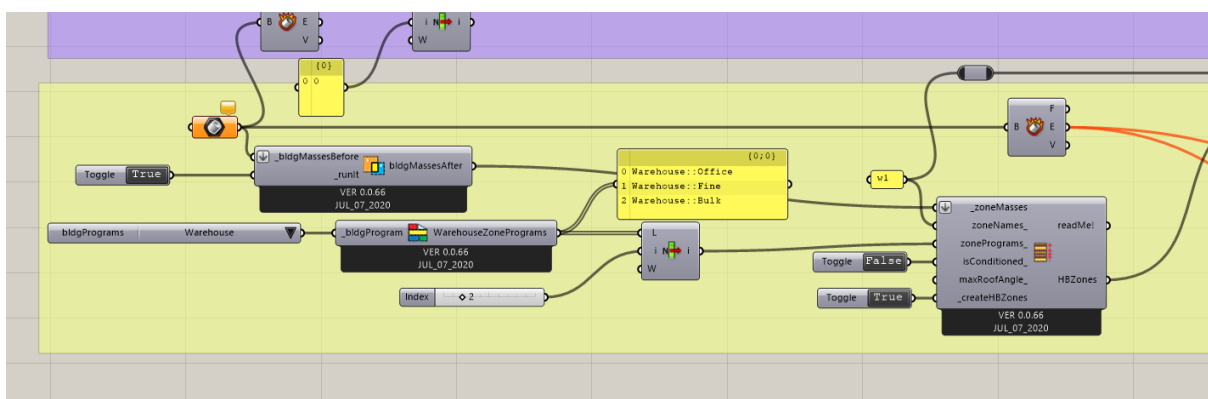 B E
V
i N i
W
{0}
0 0
B F
E
V
_bldgMassesBefore
_runIt
bldgMassesAfter
VER 0.0.66
JUL_07_2020
Toggle True
{0;0}
0 Warehouse::Office
1 Warehouse::Fine
2 Warehouse::Bulk
w1
bldgPrograms Warehouse
_bldgProgram WarehouseZonePrograms
VER 0.0.66
JUL_07_2020
L
i N i
W
Index 2
_zoneMasses
zoneNames_
zonePrograms_
isConditioned_
maxRoofAngle_
_createHBZones
readMe!
HBZones
VER 0.0.66
JUL_07_2020
Toggle False
Toggle True